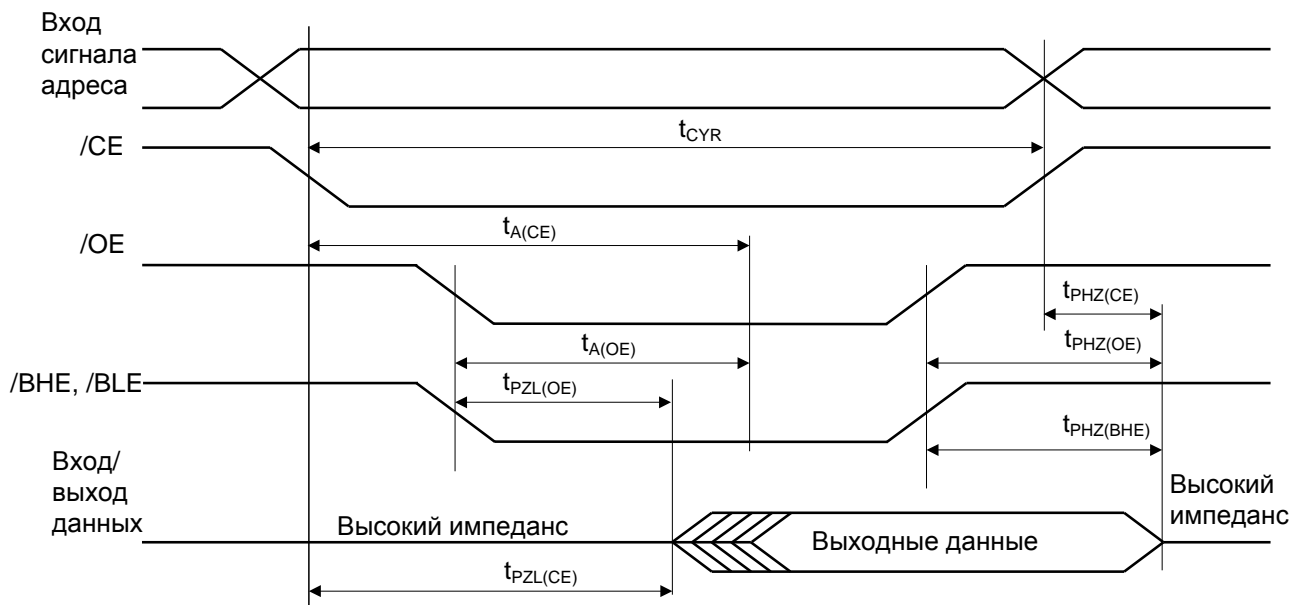 Вход
сигнала
адреса
tCYR
/CE
tA(CE)
/OE
tPHZ(CE)
tA(OE)
tPHZ(OE)
/BHE, /BLE
tPZL(OE)
tPHZ(BHE)
Вход/
выход
данных
Высокий импеданс
Выходные данные
Высокий
импеданс
tPZL(CE)